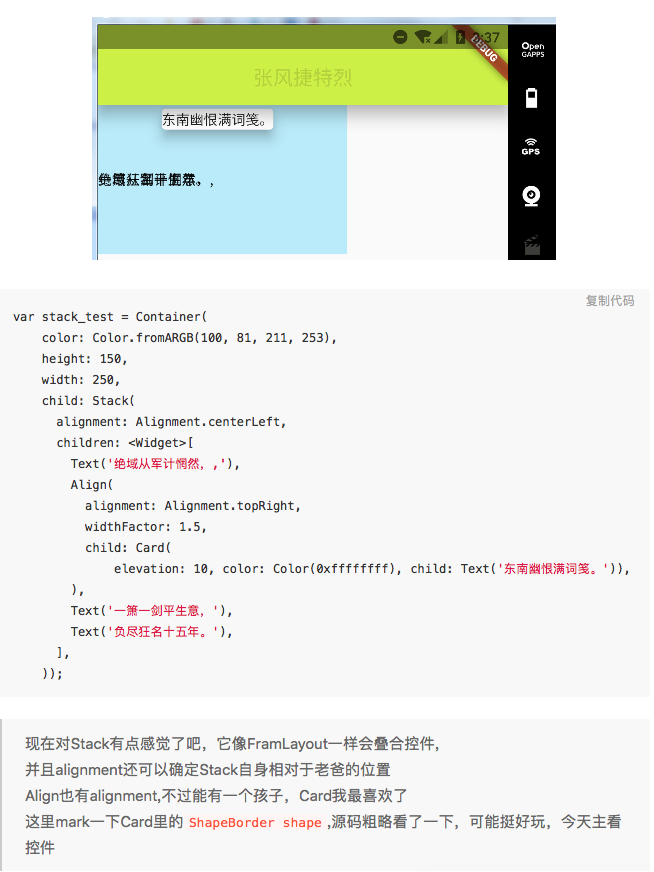 Open
GAPPS
9:37
DEBUG
张风捷特烈
东南幽恨满词笺。
GPS
复制代码
var stack_test = Container(
color: Color.fromARGB(100, 81, 211, 253),
height: 150,
width: 250,
child: Stack(
alignment: Alignment.centerLeft,
children: <Widget>[
Text('绝域从军计惘然，,'),
Align(
alignment: Alignment.topRight,
widthFactor: 1.5,
child: Card(
elevation: 10, color: Color(0xffffffff), child: Text('东南幽恨满词笺。')),
),
Text('一箫一剑平生意，'),
Text('负尽狂名十五年。'),
],
));
现在对Stack有点感觉了吧，它像FramLayout一样会叠合控件，
并且alignment还可以确定Stack自身相对于老爸的位置
Align也有alignment,不过能有一个孩子，Card我最喜欢了
这里mark一下Card里的 ShapeBorder shape ,源码粗略看了一下，可能挺好玩，今天主看
控件